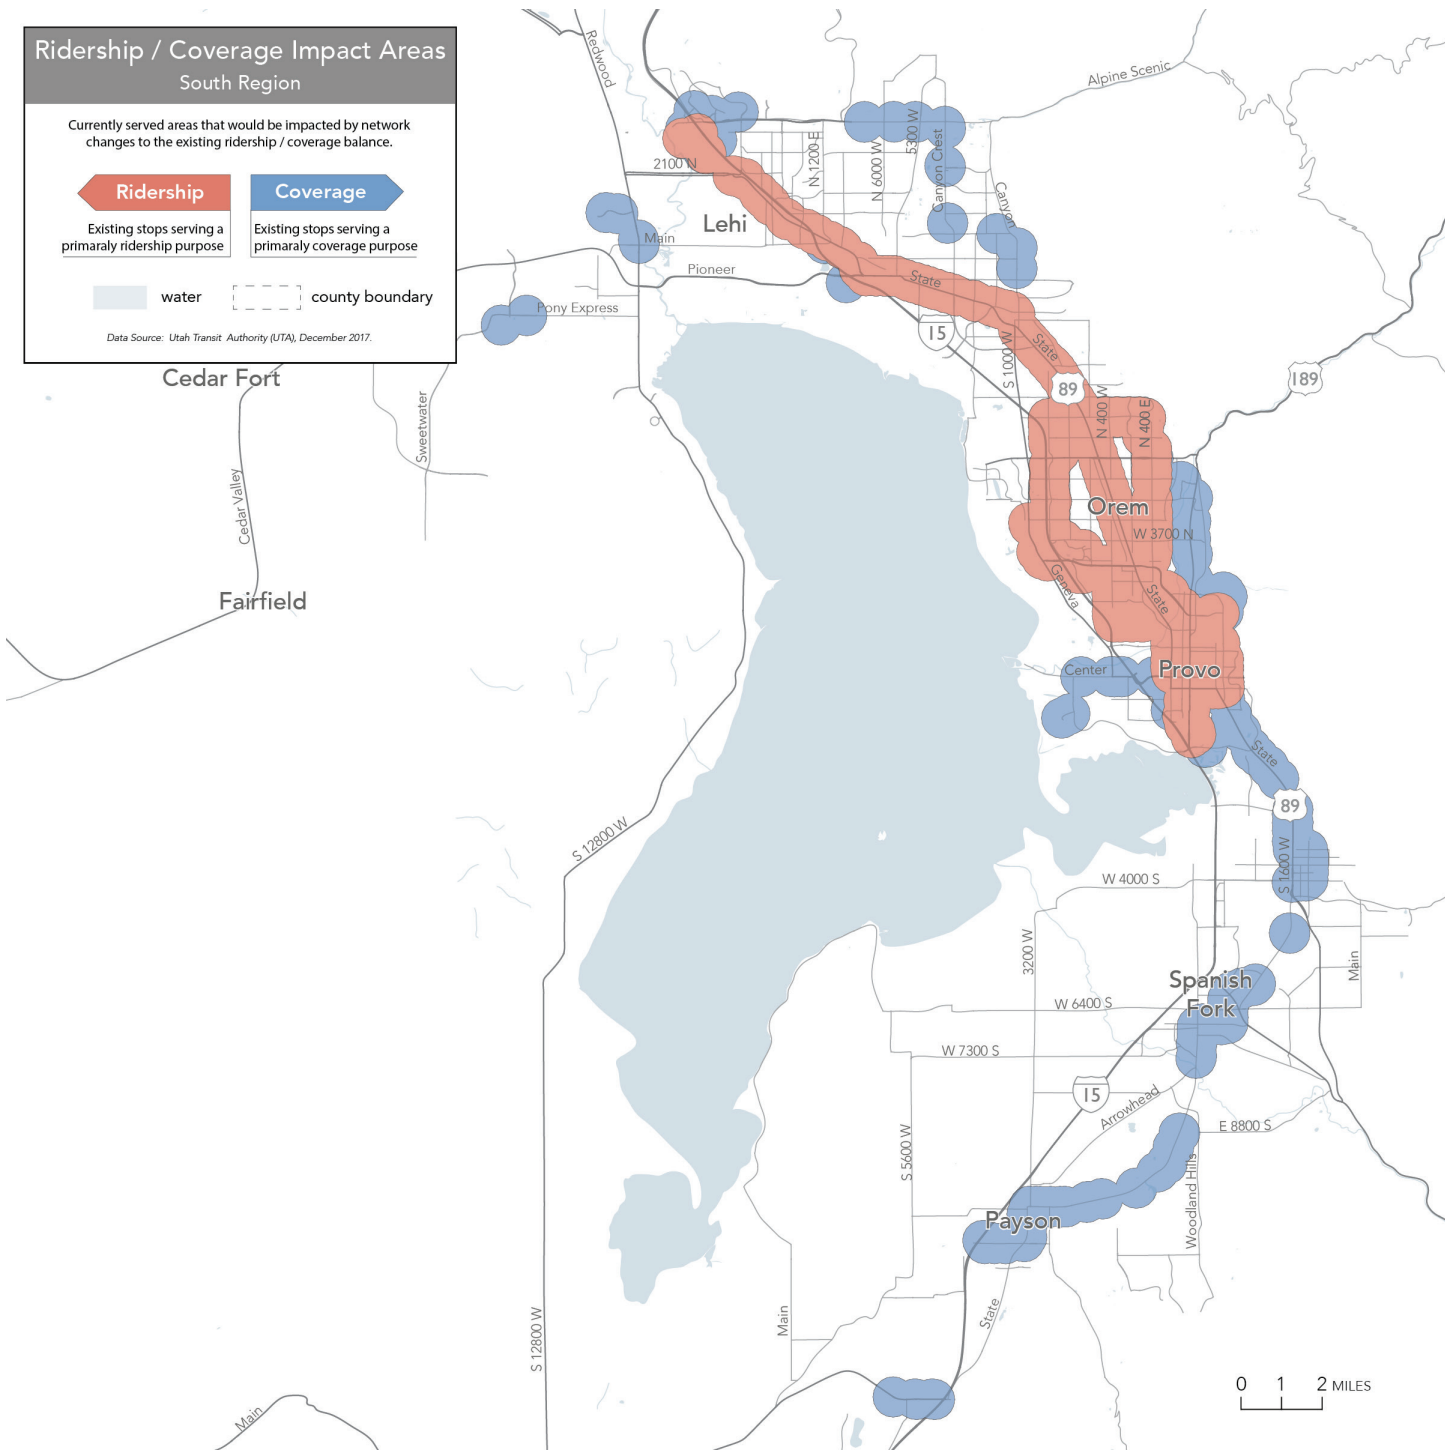 Ridership / Coverage Impact Areas
South Region
Currently served areas that would be impacted by network
changes to the existing ridership / coverage balance.
Ridership
Coverage
Existing stops serving a
primaraly ridership purpose
Existing stops serving a
primaraly coverage purpose
water
county boundary
Data Source: Utah Transit Authority (UTA), December 2017.
Redwood
Alpine Scenic
2100 N
N 1200 E
N 6000 W
5300 W
Canyon Crest
Canyon
Lehi
Main
Pioneer
State
Pony Express
15
S 1000 W
State
89
189
Cedar Fort
Sweetwater
N 400 W
N 400 E
Cedar Valley
Orem
W 3700 N
Geneva
State
Fairfield
Center
Provo
State
89
S 12800 W
S 1600 W
W 4000 S
3200 W
Main
Spanish
Fork
W 6400 S
W 7300 S
15
Arrowhead
E 8800 S
S 5600 W
Woodland Hills
Payson
Main
State
S 12800 W
Main
0 1 2 MILES